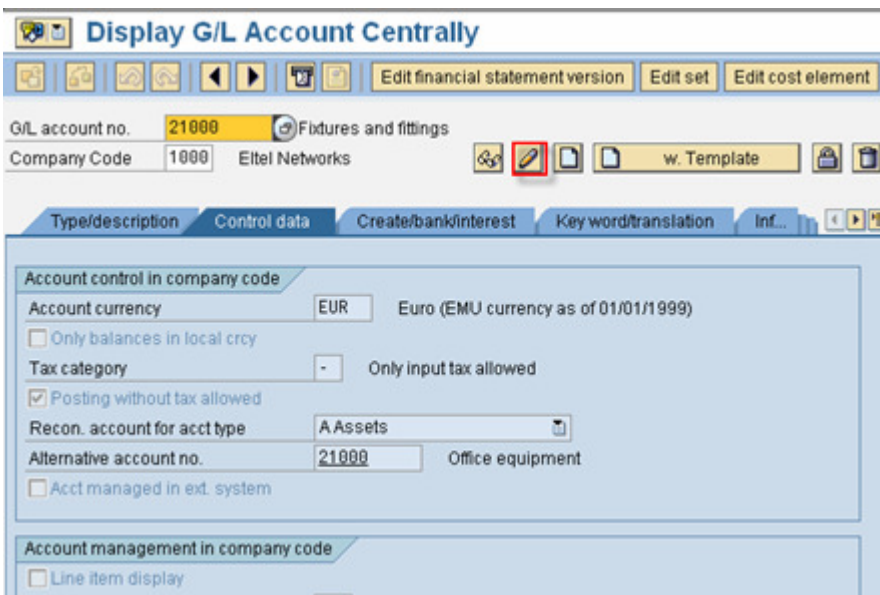 Display G/L Account Centrally
Edit financial statement version Edit set Edit cost element
G/L account no. 21000 Fixtures and fittings
Company Code 1000 Eltel Networks w. Template
Type/description Control data Create/bank/interest Key word/translation Inf...
Account control in company code
Account currency EUR Euro (EMU currency as of 01/01/1999)
Only balances in local crcy
Tax category - Only input tax allowed
Posting without tax allowed
Recon. account for acct type A Assets
Alternative account no. 21000 Office equipment
Acct managed in ext. system
Account management in company code
Line item display